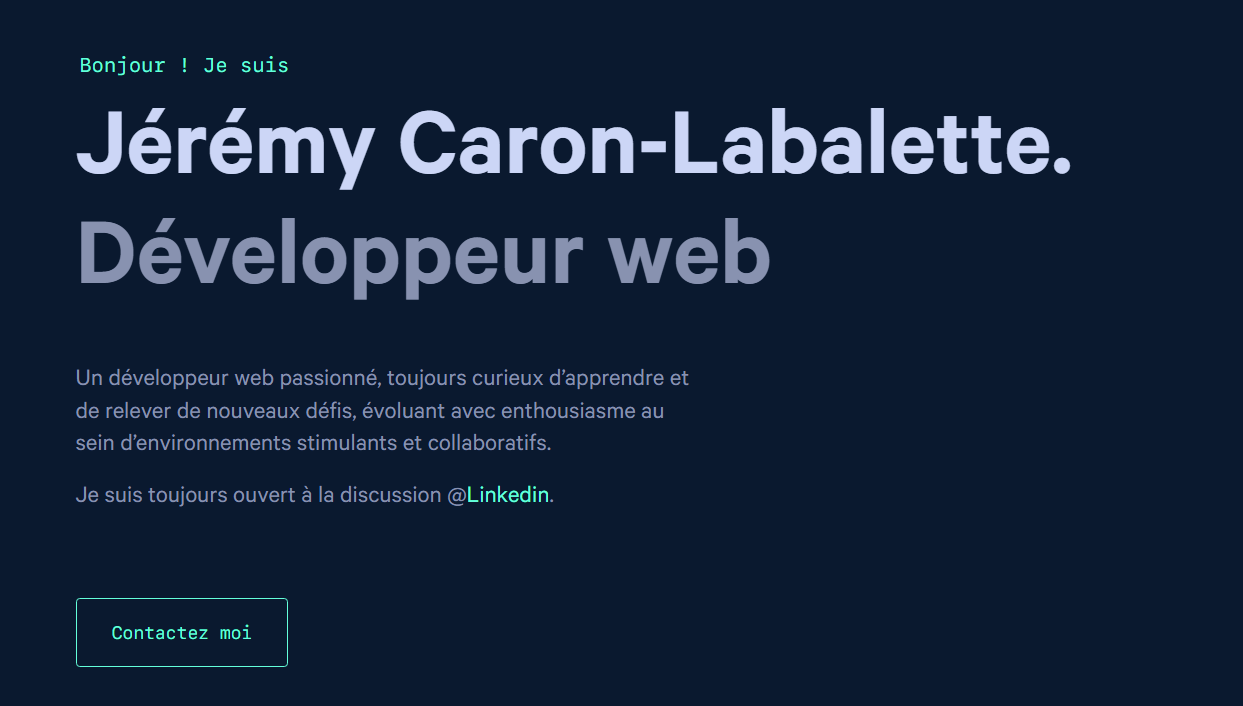 Bonjour ! Je suis
Jérémy Caron-Labalette.
Développeur web
Un développeur web passionné, toujours curieux d’apprendre et
de relever de nouveaux défis, évoluant avec enthousiasme au
sein d’environnements stimulants et collaboratifs.
Je suis toujours ouvert à la discussion @Linkedin.
Contactez moi